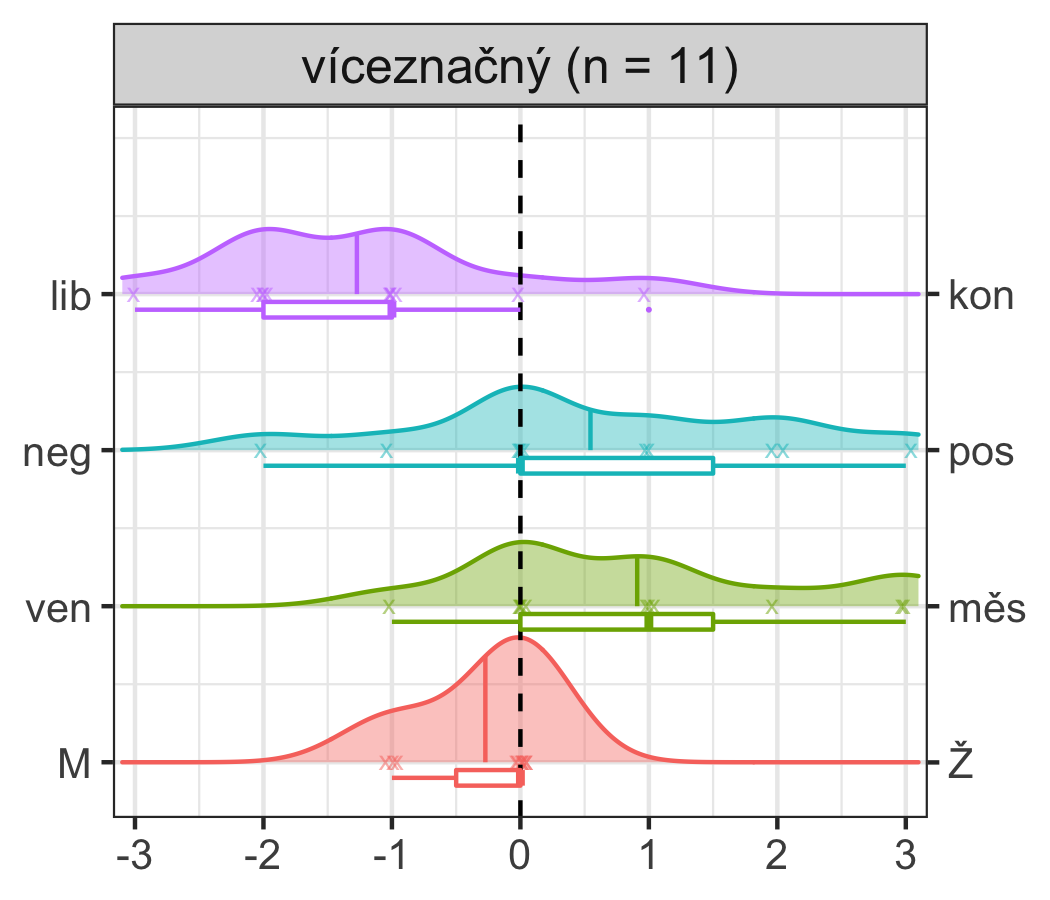 víceznačný (n = 11)
lib kon
neg pos
ven měs
M Ž
-3 -2 -1 0 1 2 3